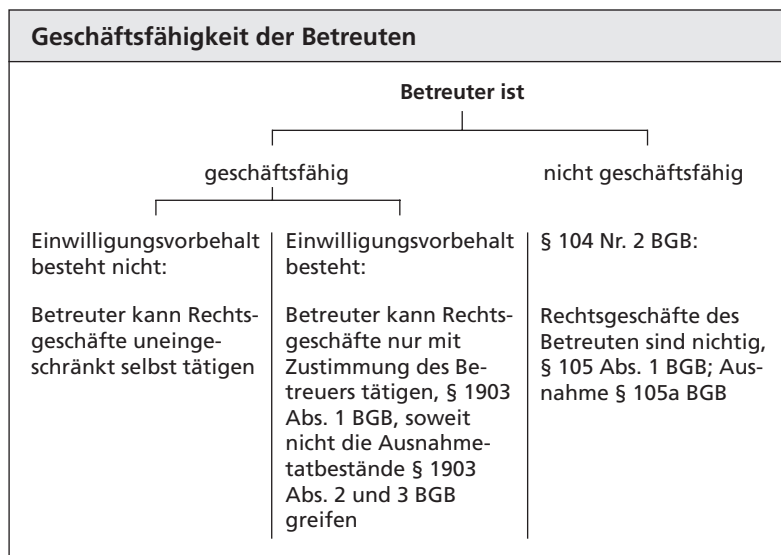 Geschäftsfähigkeit der Betreuten
Betreuter ist
geschäftsfähig
nicht geschäftsfähig
Einwilligungsvorbehalt
besteht nicht:
Betreuter kann Rechts-
geschäfte uneinge-
schränkt selbst tätigen
Einwilligungsvorbehalt
besteht:
Betreuter kann Rechts-
geschäfte nur mit
Zustimmung des Be-
treuers tätigen, § 1903
Abs. 1 BGB, soweit
nicht die Ausnahme-
tatbestände § 1903
Abs. 2 und 3 BGB
greifen
§ 104 Nr. 2 BGB:
Rechtsgeschäfte des
Betreuten sind nichtig,
§ 105 Abs. 1 BGB; Aus-
nahme § 105a BGB